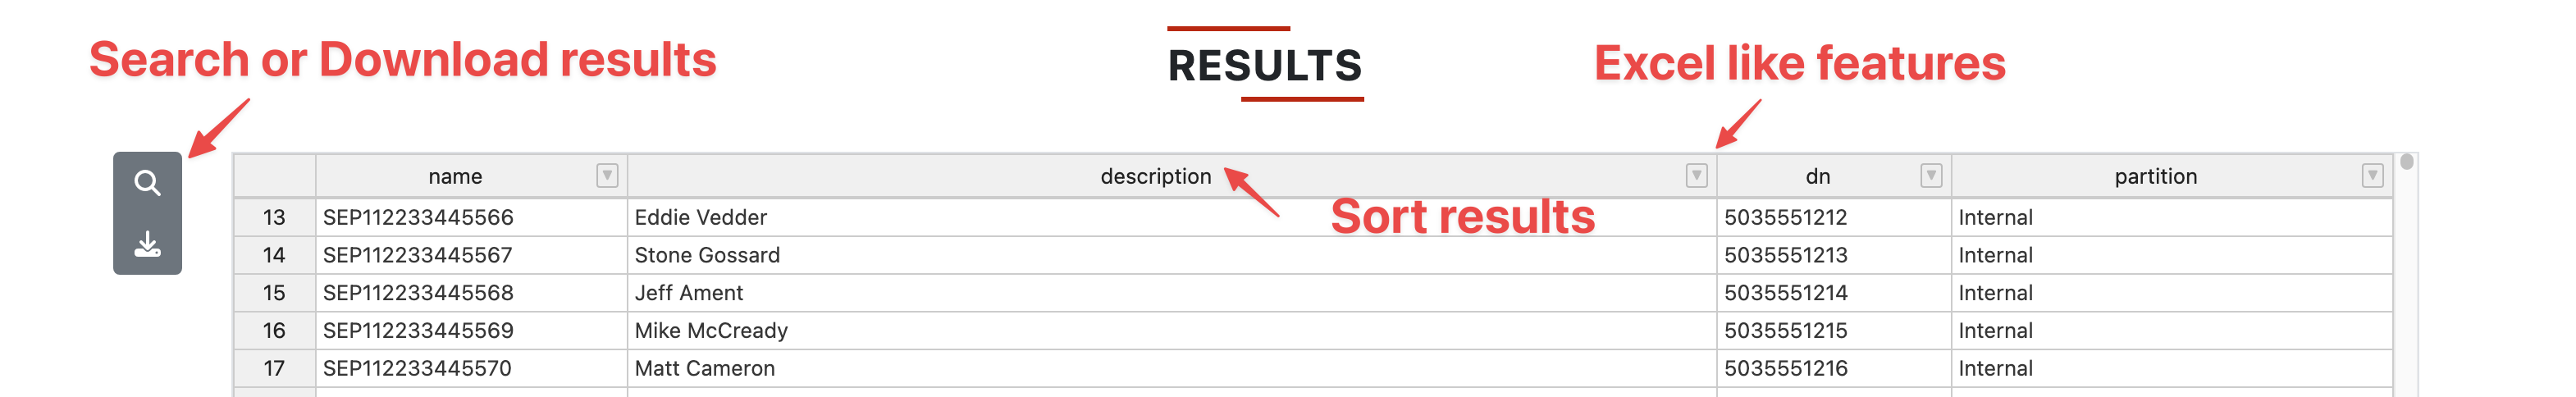 Search or Download results
RESULTS
Excel like features
name description dn partition
Sort results
13 SEP112233445566 Eddie Vedder 5035551212 Internal
14 SEP112233445567 Stone Gossard 5035551213 Internal
15 SEP112233445568 Jeff Ament 5035551214 Internal
16 SEP112233445569 Mike McCready 5035551215 Internal
17 SEP112233445570 Matt Cameron 5035551216 Internal